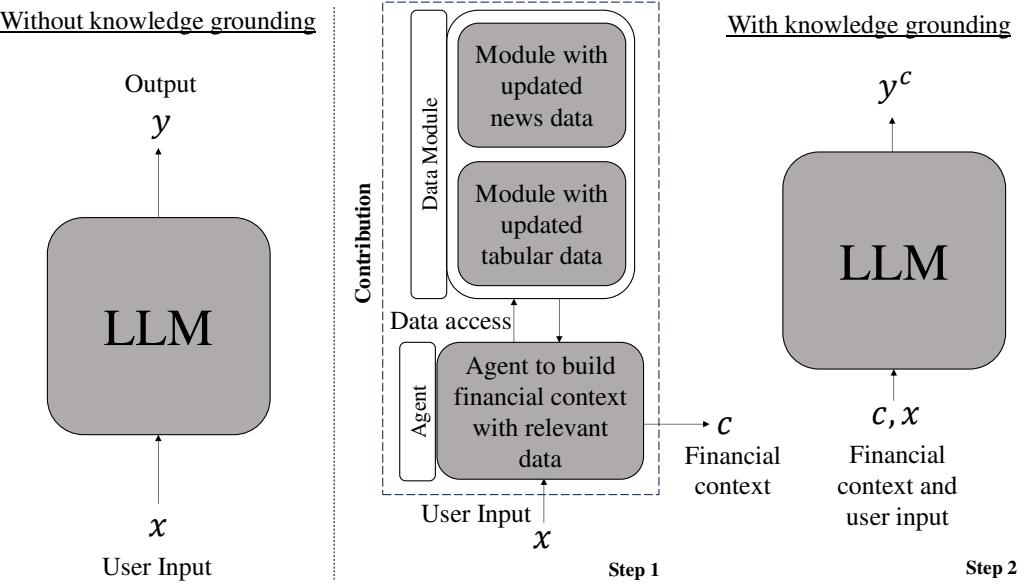 Without knowledge grounding
Output
y
LLM
x
User Input
Contribution
Data Module
Module with
updated
news data
Module with
updated
tabular data
Data access
Agent
Agent to build
financial context
with relevant
data
c
Financial
context
User Input
x
Step 1
With knowledge grounding
y^c
LLM
c, x
Financial
context and
user input
Step 2